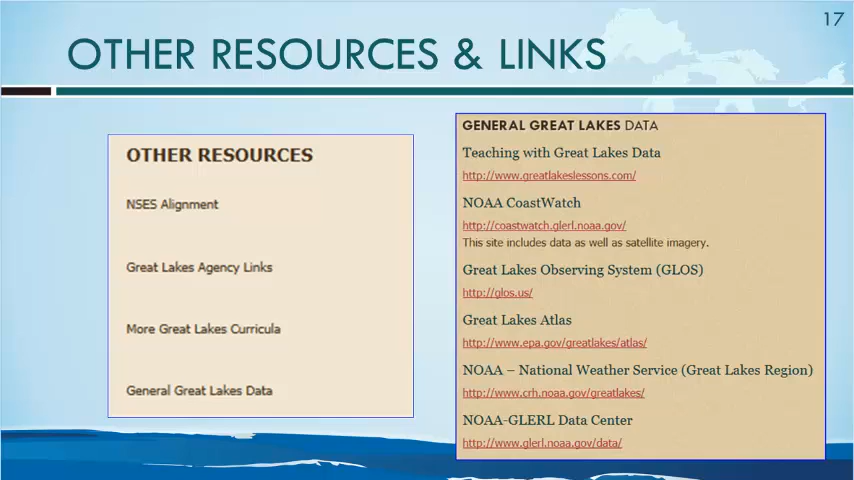 17
OTHER RESOURCES & LINKS
OTHER RESOURCES
NSES Alignment
Great Lakes Agency Links
More Great Lakes Curricula
General Great Lakes Data
GENERAL GREAT LAKES DATA
Teaching with Great Lakes Data
http://www.greatlakeslessons.com/
NOAA CoastWatch
http://coastwatch.glerl.noaa.gov/
This site includes data as well as satellite imagery.
Great Lakes Observing System (GLOS)
http://glos.us/
Great Lakes Atlas
http://www.epa.gov/greatlakes/atlas/
NOAA – National Weather Service (Great Lakes Region)
http://www.crh.noaa.gov/greatlakes/
NOAA-GLERL Data Center
http://www.glerl.noaa.gov/data/